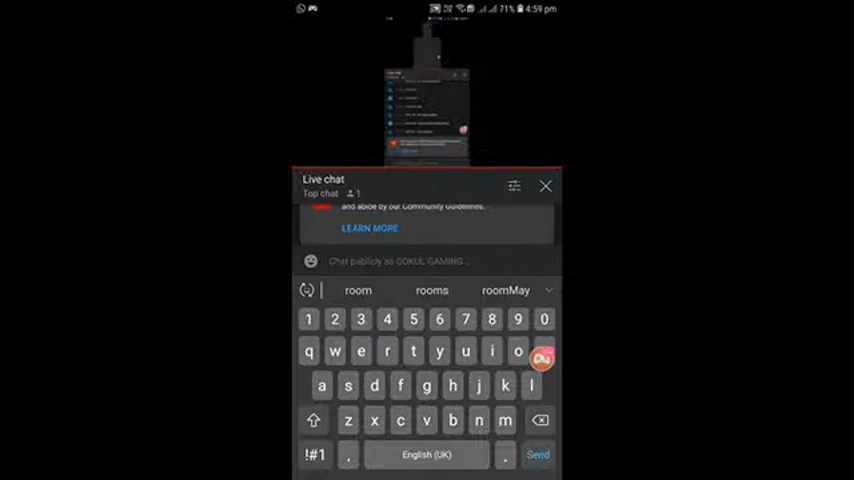 71% 4:59 pm
Live chat
Top chat 1
and abide by our Community Guidelines.
LEARN MORE
Chat publicly as GOKUL GAMING...
room rooms roomMay
1 2 3 4 5 6 7 8 9 0
q w e r t y u i o
a s d f g h j k l
z x c v b n m
!#1 , English (UK) . Send